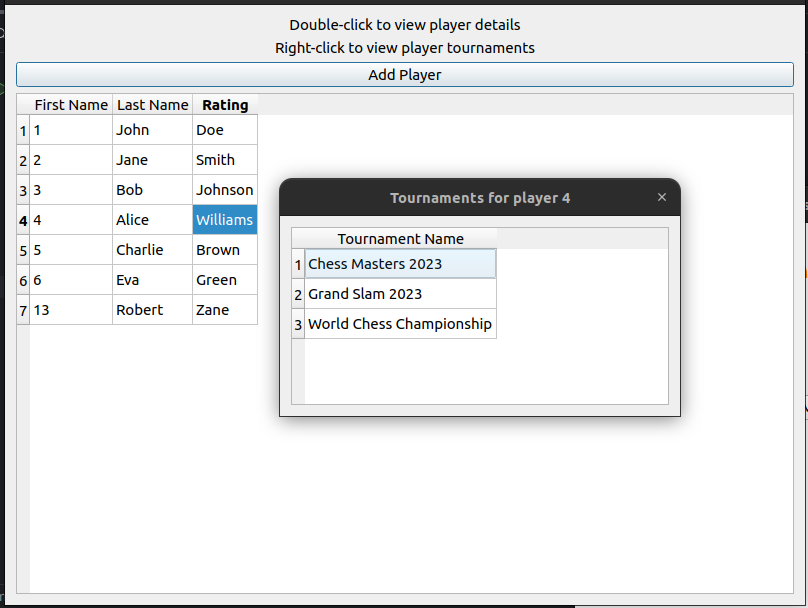 Double-click to view player details
Right-click to view player tournaments
Add Player
First Name Last Name Rating
1 1 John Doe
2 2 Jane Smith
3 3 Bob Johnson
4 4 Alice Williams
5 5 Charlie Brown
6 6 Eva Green
7 13 Robert Zane
Tournaments for player 4 ×
Tournament Name
1 Chess Masters 2023
2 Grand Slam 2023
3 World Chess Championship